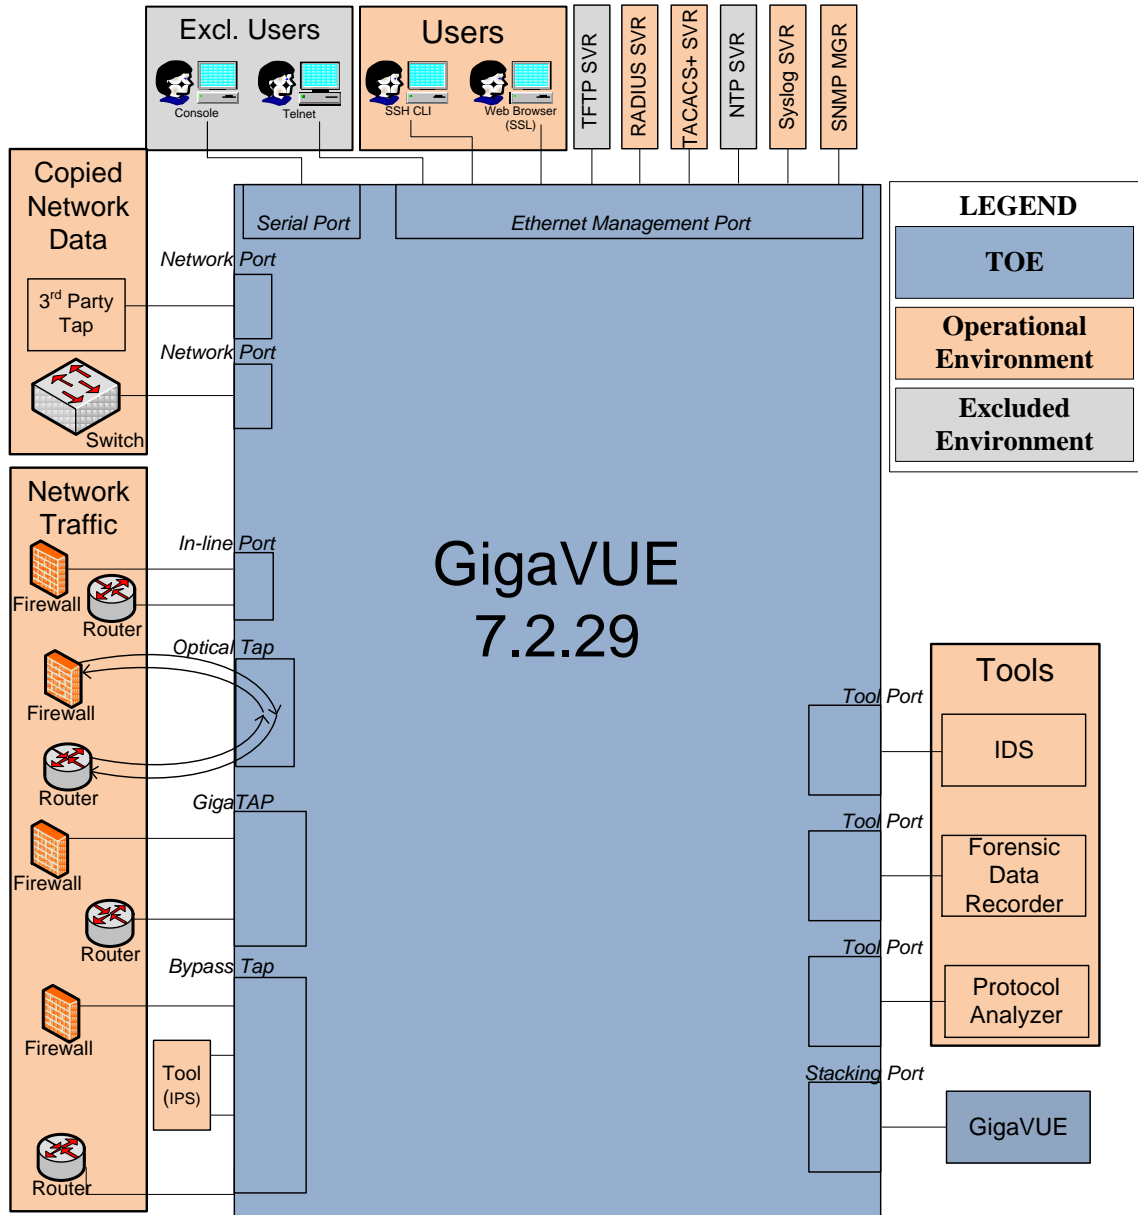 Excl. Users
Console
Telnet
Users
SSH CLI
Web Browser
(SSL)
TFTP SVR
RADIUS SVR
TACACS+ SVR
NTP SVR
Syslog SVR
SNMP MGR
Copied
Network
Data
3rd Party
Tap
Switch
Serial Port
Ethernet Management Port
Network Port
Network Port
LEGEND
TOE
Operational
Environment
Excluded
Environment
Network
Traffic
Firewall
Router
Firewall
Router
Firewall
Router
Firewall
Tool
(IPS)
Router
In-line Port
Optical Tap
GigaTAP
Bypass Tap
GigaVUE
7.2.29
Tool Port
Tool Port
Tool Port
Stacking Port
Tools
IDS
Forensic
Data
Recorder
Protocol
Analyzer
GigaVUE